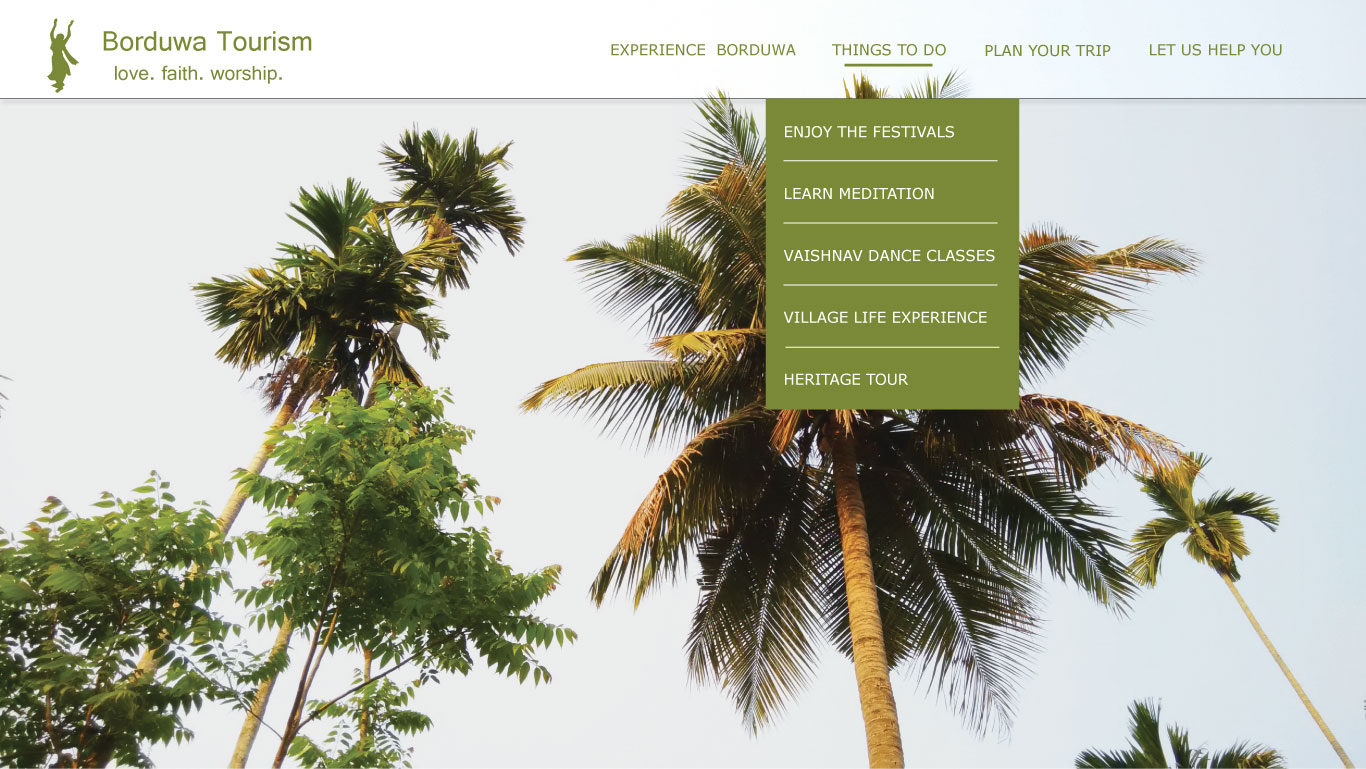 Borduwa Tourism
love. faith. worship.
EXPERIENCE BORDUWA
THINGS TO DO
PLAN YOUR TRIP
LET US HELP YOU
ENJOY THE FESTIVALS
LEARN MEDITATION
VAISHNAV DANCE CLASSES
VILLAGE LIFE EXPERIENCE
HERITAGE TOUR